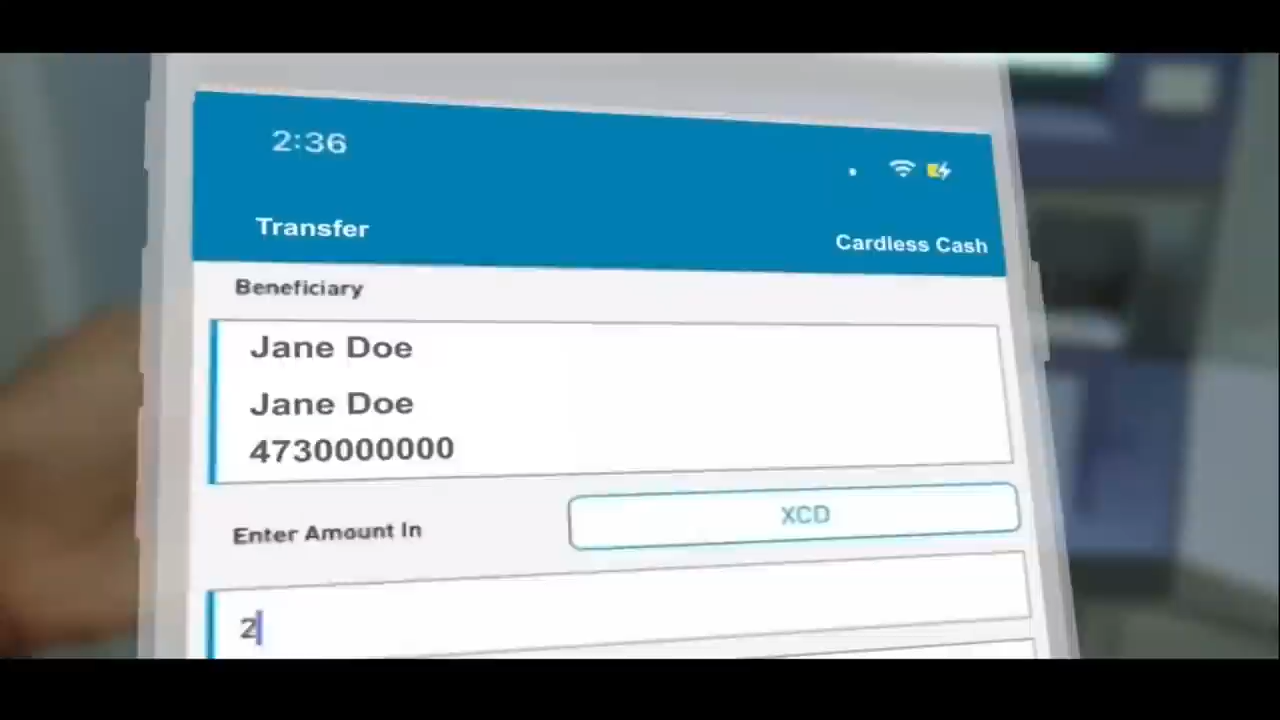 2:36
Transfer
Cardless Cash
Beneficiary
Jane Doe
Jane Doe
4730000000
Enter Amount In
XCD
2